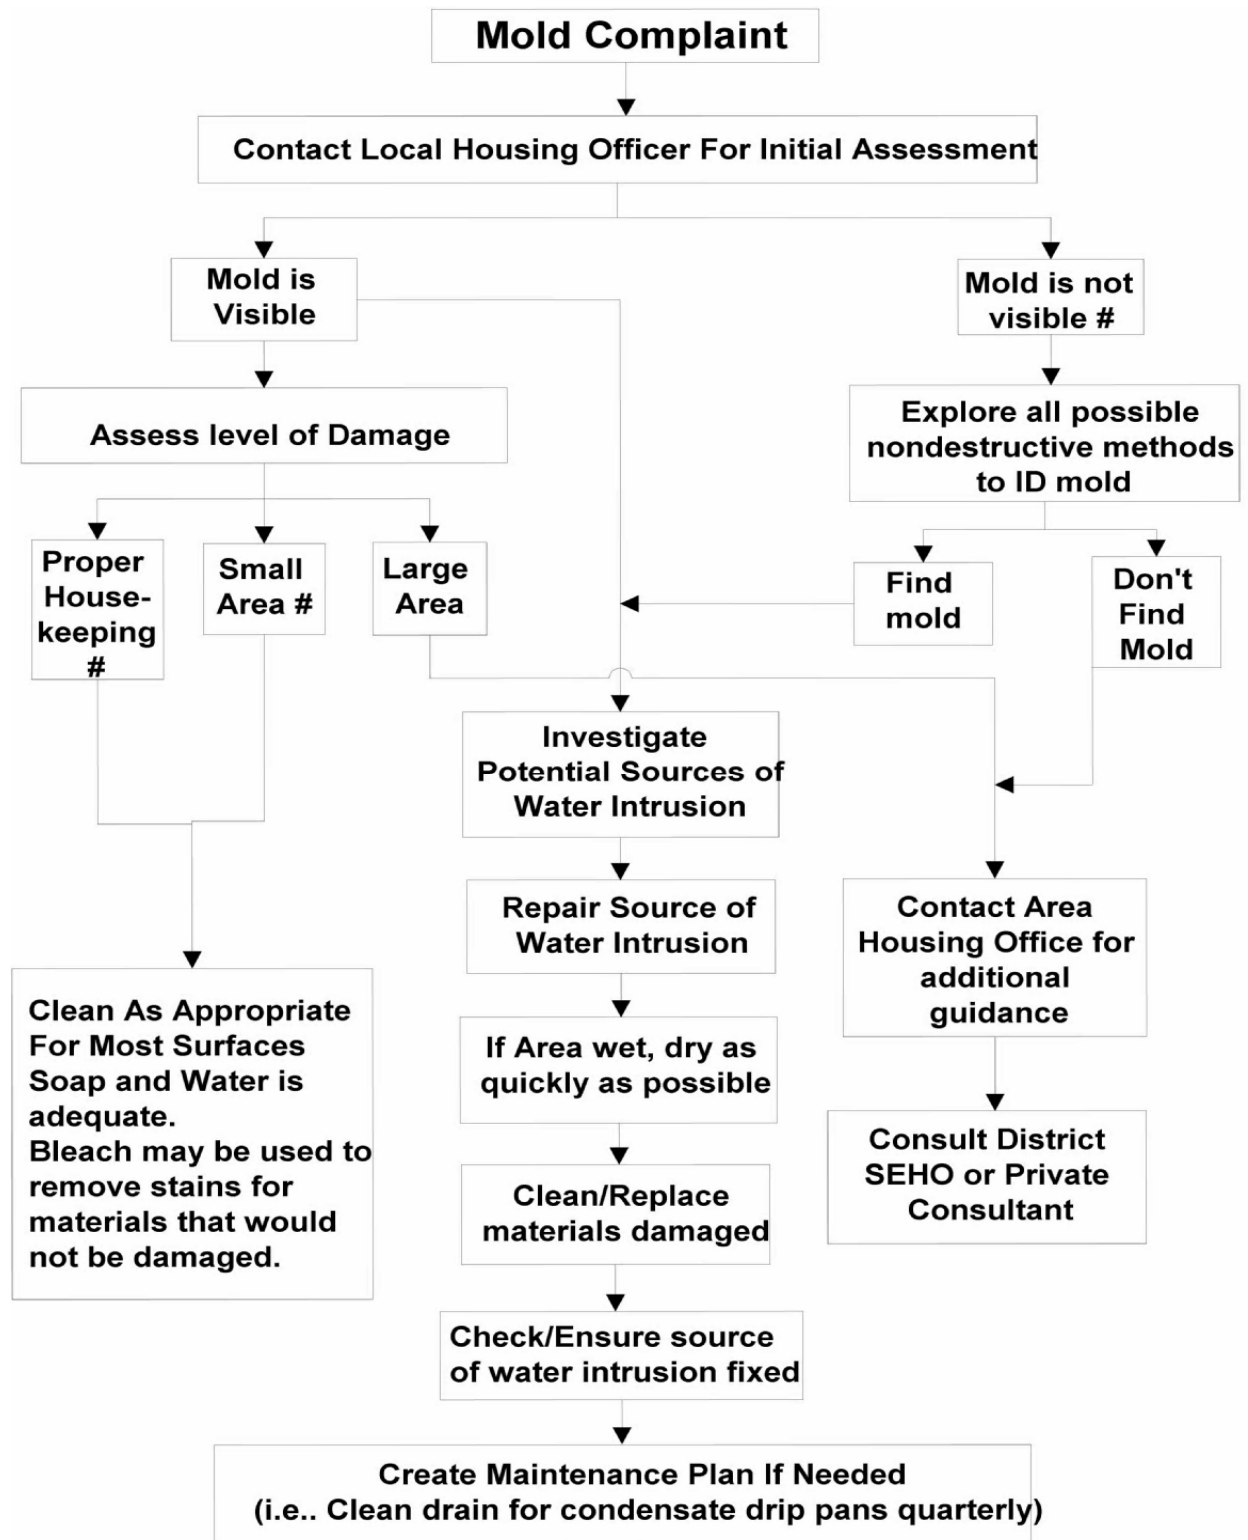 Mold Complaint
Contact Local Housing Officer For Initial Assessment
Mold is
Visible
Mold is not
visible #
Assess level of Damage
Explore all possible
nondestructive methods
to ID mold
Proper
House-
keeping
#
Small
Area #
Large
Area
Find
mold
Don't
Find
Mold
Investigate
Potential Sources of
Water Intrusion
Repair Source of
Water Intrusion
If Area wet, dry as
quickly as possible
Clean/Replace
materials damaged
Check/Ensure source
of water intrusion fixed
Contact Area
Housing Office for
additional
guidance
Consult District
SEHO or Private
Consultant
Clean As Appropriate
For Most Surfaces
Soap and Water is
adequate.
Bleach may be used to
remove stains for
materials that would
not be damaged.
Create Maintenance Plan If Needed
(i.e.. Clean drain for condensate drip pans quarterly)